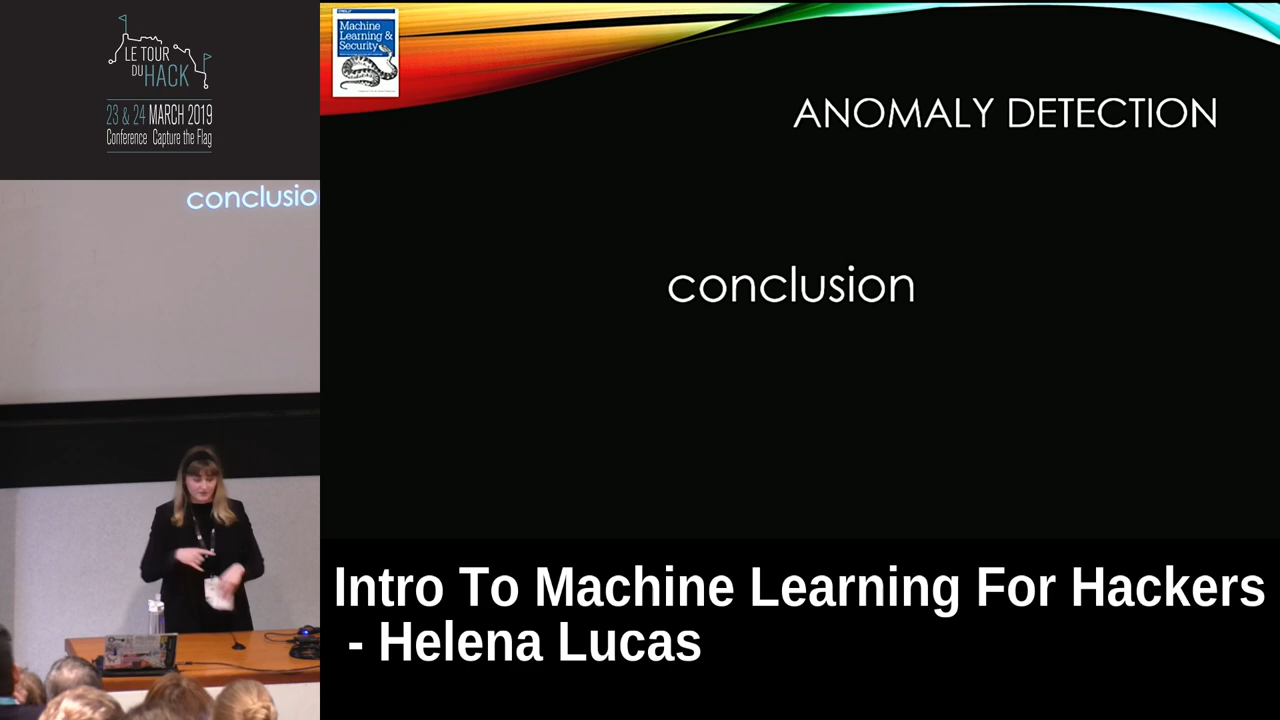 LE TOUR
DU HACK
23 & 24 MARCH 2019
Conference Capture the Flag
conclusio
O'REILLY
Machine
Learning &
Security
ANOMALY DETECTION
conclusion
Intro To Machine Learning For Hackers
- Helena Lucas